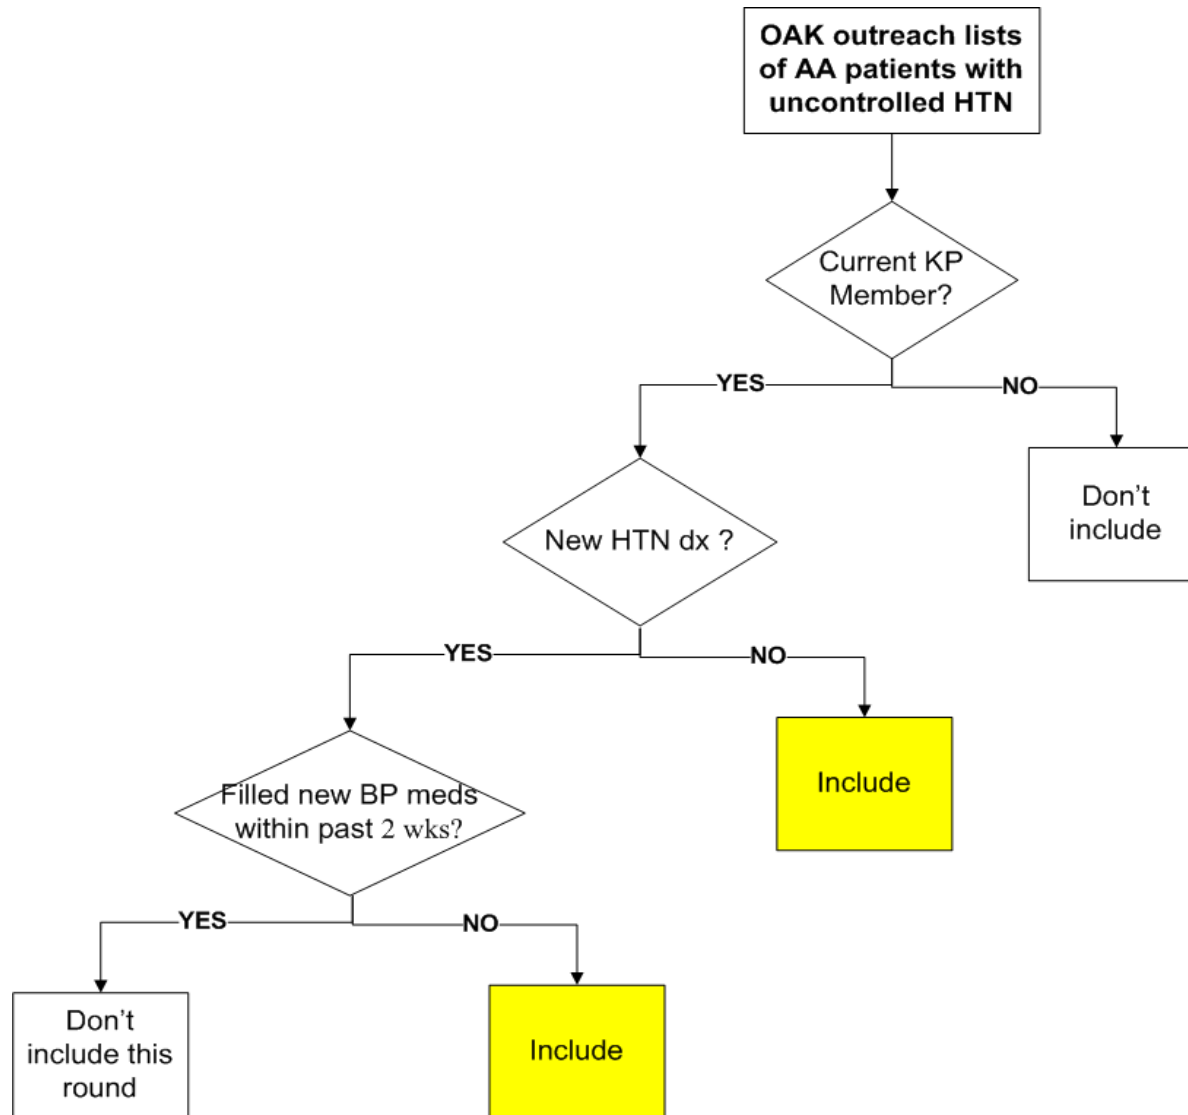 OAK outreach lists
of AA patients with
uncontrolled HTN
Current KP
Member?
YES
NO
Don’t
include
New HTN dx ?
YES
NO
Include
Filled new BP meds
within past 2 wks?
YES
NO
Don’t
include this
round
Include